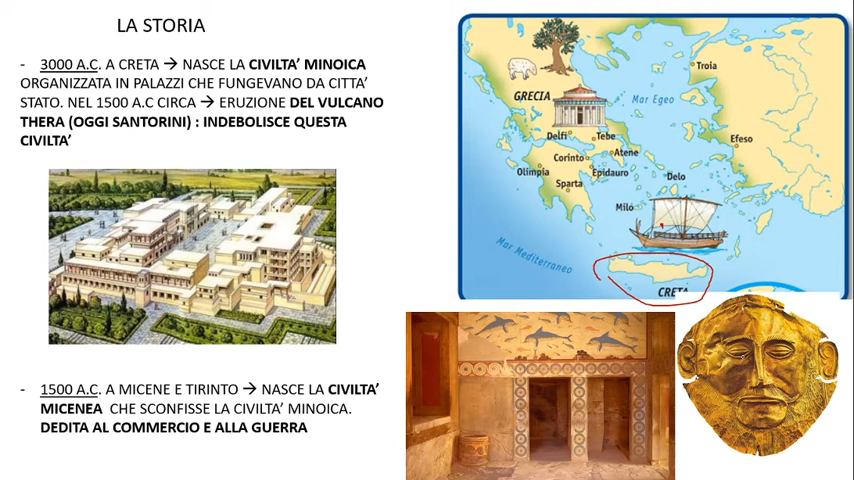 LA STORIA
- 3000 A.C. A CRETA → NASCE LA CIVILTA' MINOICA
ORGANIZZATA IN PALAZZI CHE FUNGEVANO DA CITTA'
STATO. NEL 1500 A.C CIRCA → ERUZIONE DEL VULCANO
THERA (OGGI SANTORINI) : INDEBOLISCE QUESTA
CIVILTA'
- 1500 A.C. A MICENE E TIRINTO → NASCE LA CIVILTA'
MICENEA CHE SCONFISSE LA CIVILTA' MINOICA.
DEDITA AL COMMERCIO E ALLA GUERRA
Troia
GRECIA
Mar Egeo
Delfi
Tebe
Efeso
Atene
Corinto
Epidauro
Olimpia
Delo
Sparta
Milo
Mar Mediterraneo
CRETA